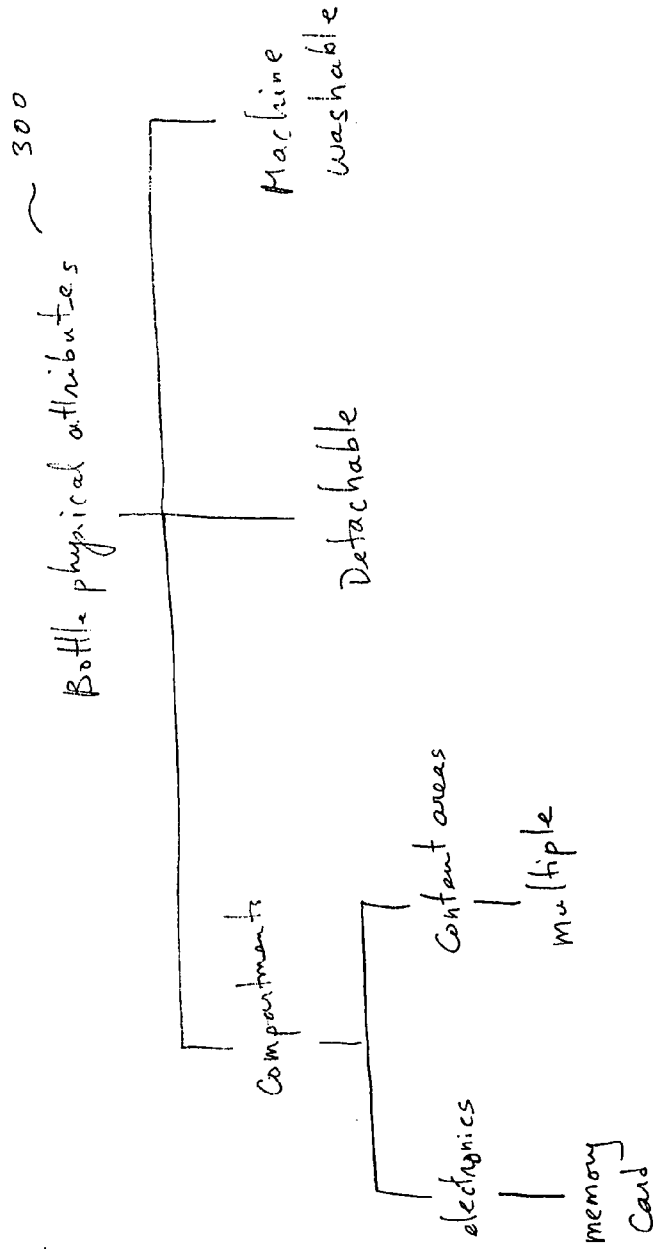 Bottle physical attributes ~ 300
Compartments
Detachable
Machine
washable
electronics
Content areas
memory
Card
multiple